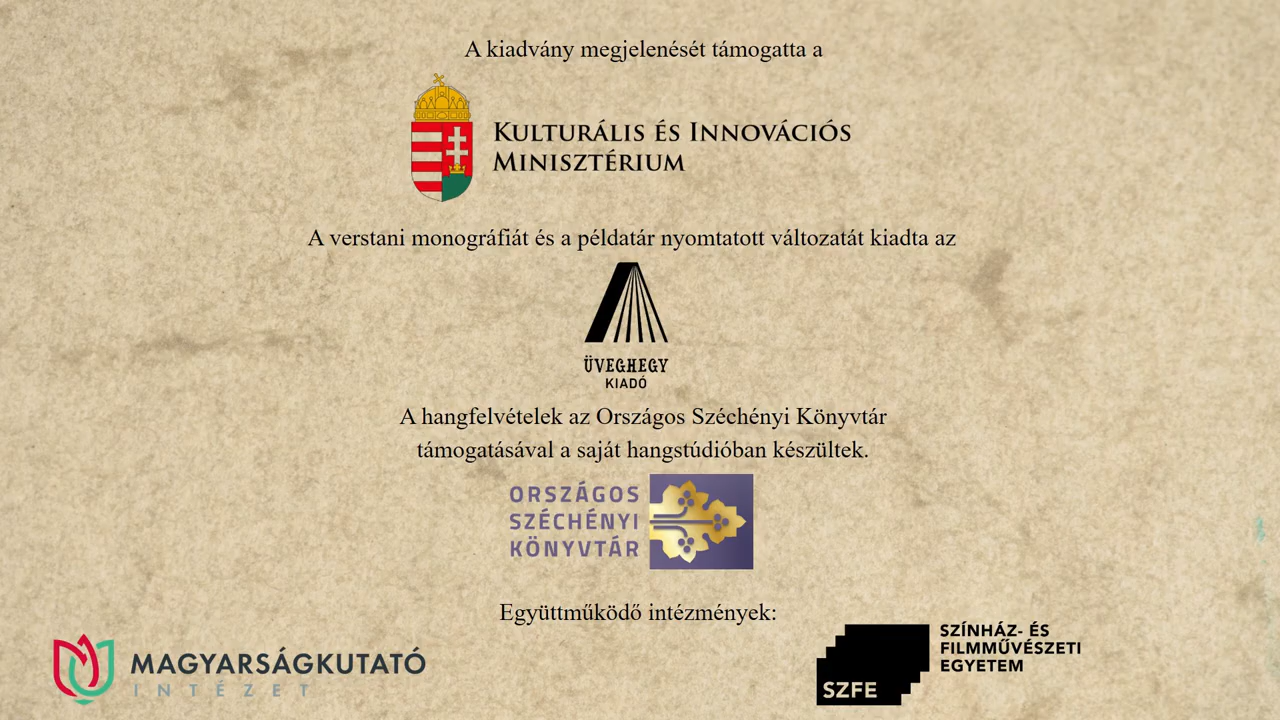 A kiadvány megjelenését támogatta a
Kulturális és Innovációs
Minisztérium
A verstani monográfiát és a példatár nyomtatott változatát kiadta az
ÜVEGHEGY
KIADÓ
A hangfelvételek az Országos Széchényi Könyvtár
támogatásával a saját hangstúdióban készültek.
ORSZÁGOS
SZÉCHÉNYI
KÖNYVTÁR
Együttműködő intézmények:
MAGYARSÁGKUTATÓ
INTÉZET
SZFE
SZÍNHÁZ- ÉS
FILMMŰVÉSZETI
EGYETEM